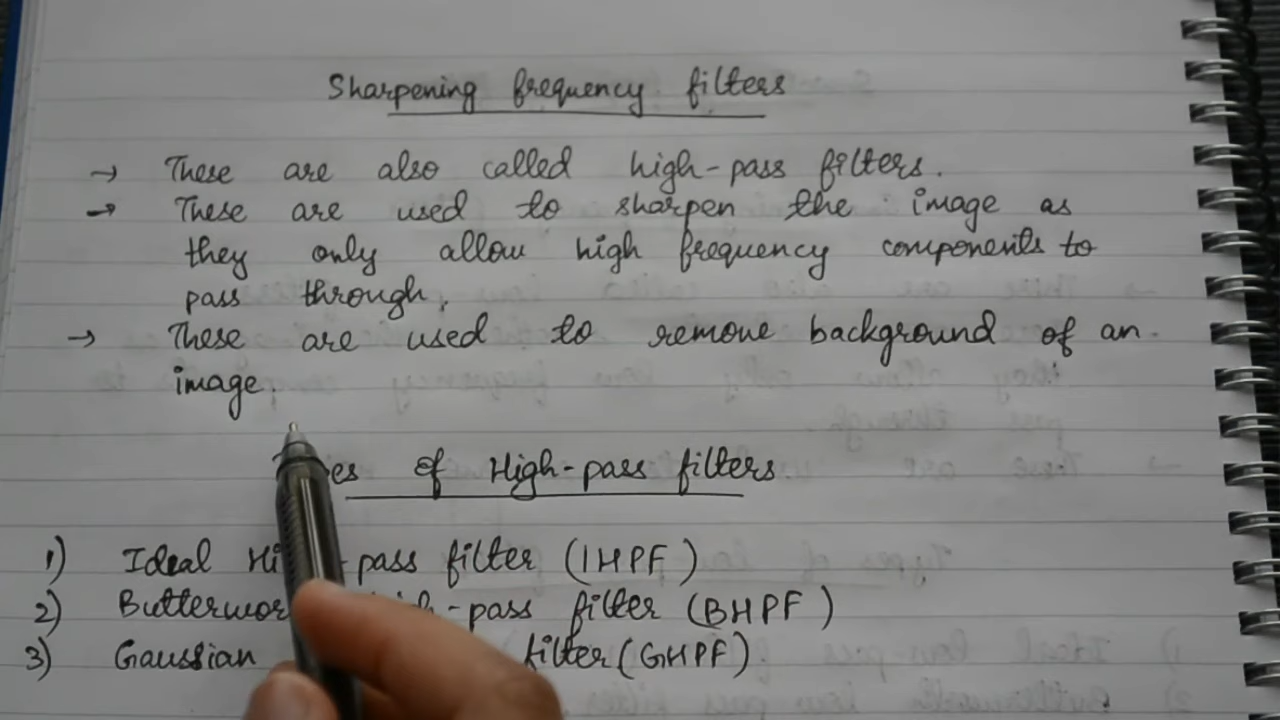 Sharpening frequency filters
→ These are also called high-pass filters.
→ These are used to sharpen the image as
they only allow high frequency components to
pass through.
→ These are used to remove background of an
image.
of High-pass filters
1) Ideal -pass filter (IHPF)
2) -pass filter (BHPF)
3) Gaussian filter (GHPF)